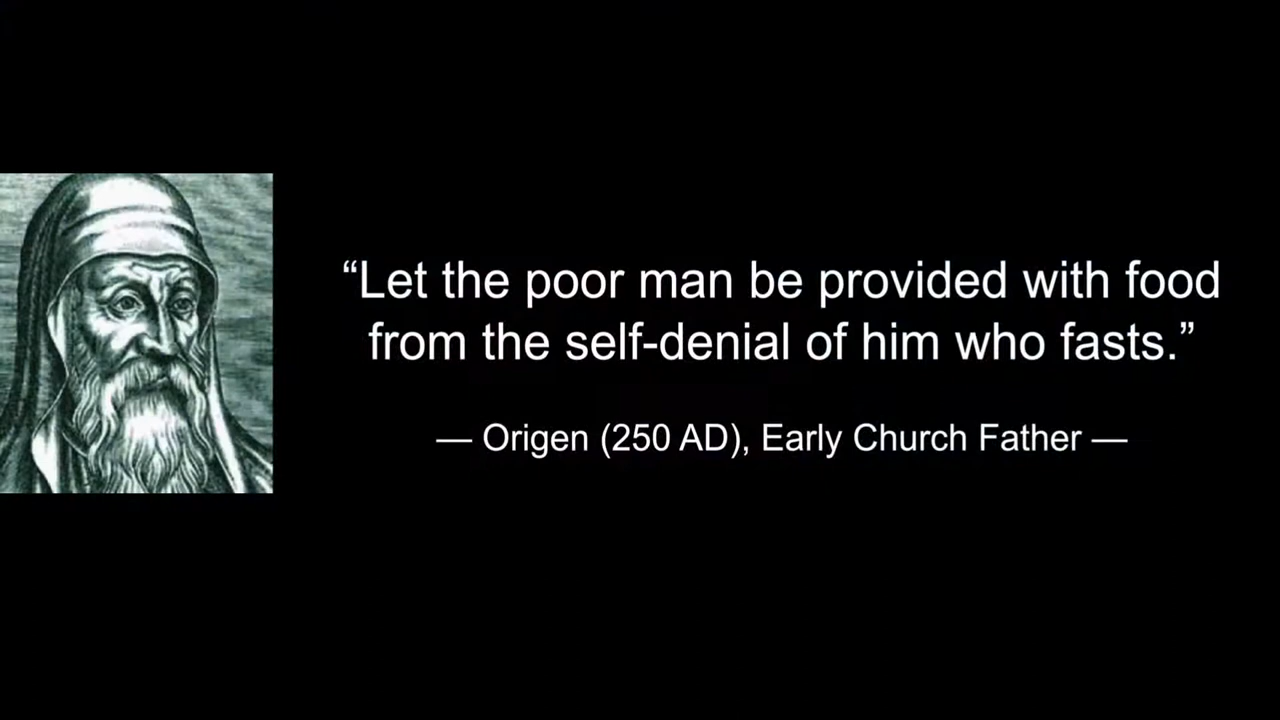 “Let the poor man be provided with food
from the self-denial of him who fasts.”
— Origen (250 AD), Early Church Father —